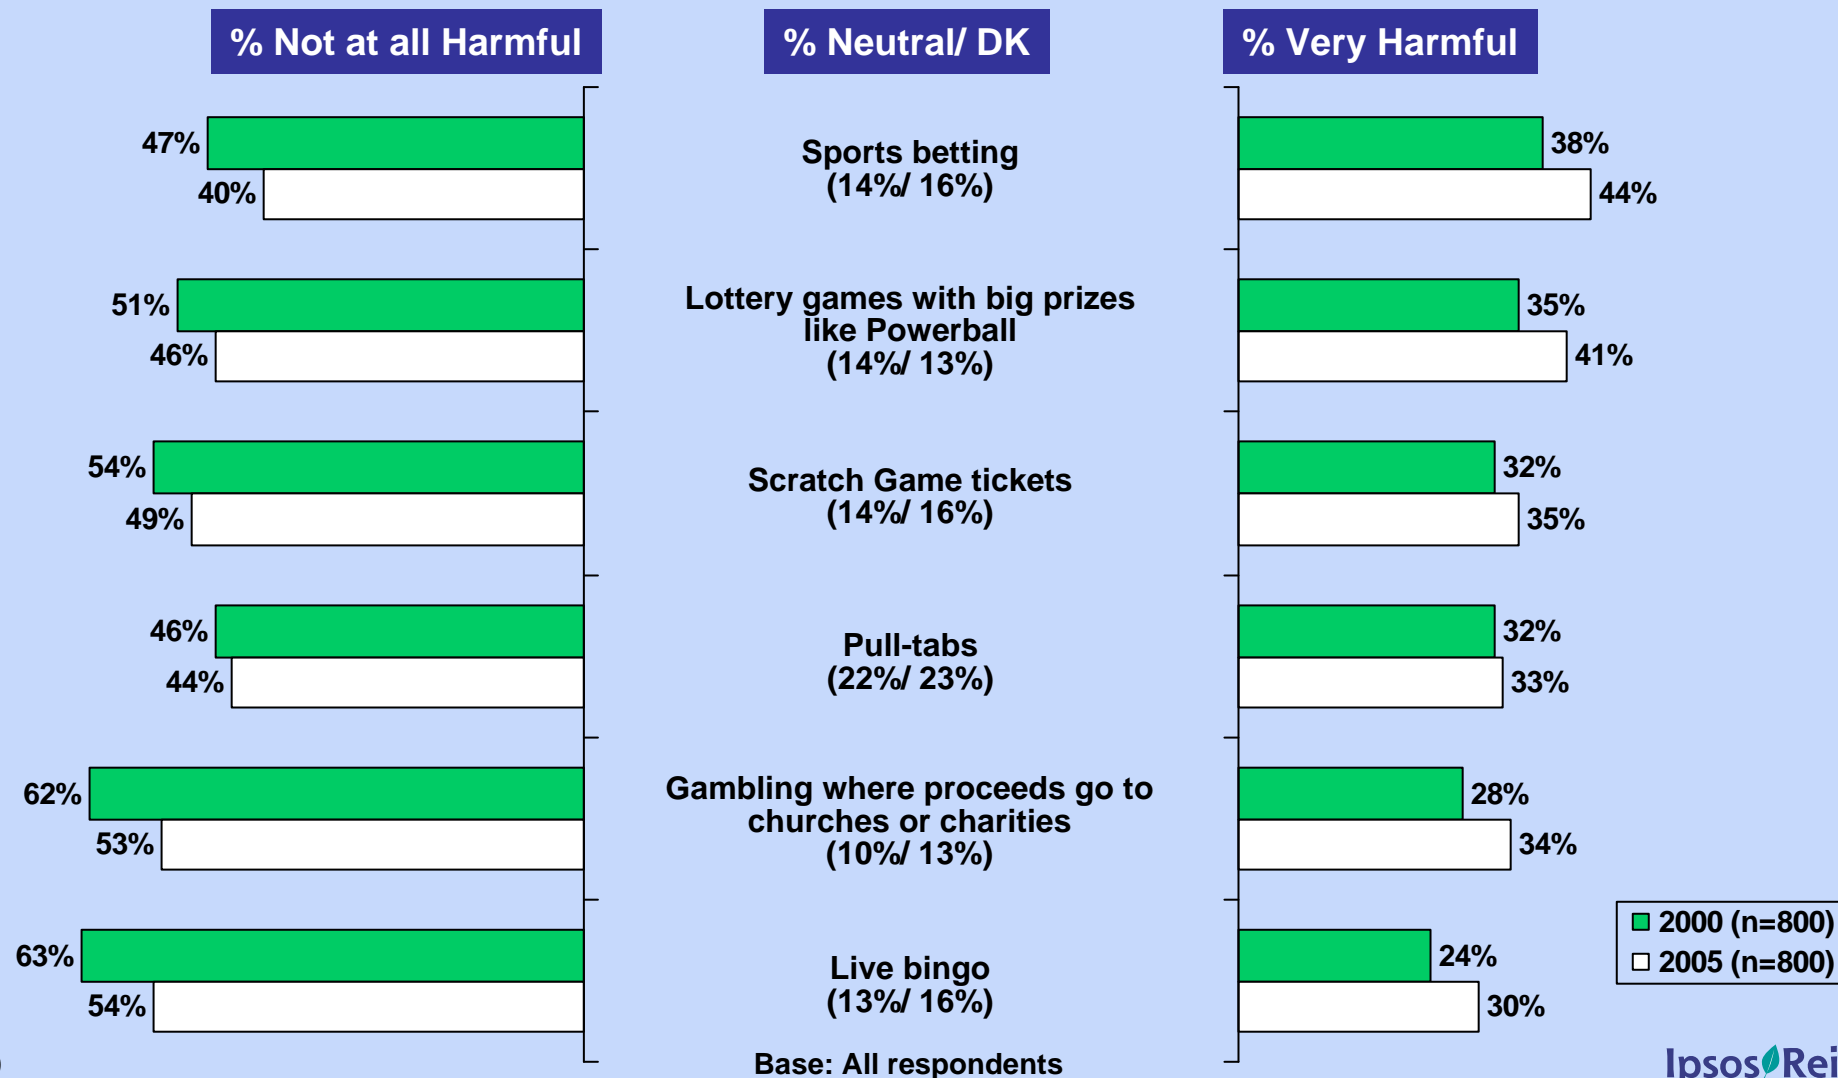 % Not at all Harmful
% Neutral/ DK
% Very Harmful
47%
40%
Sports betting
(14%/ 16%)
38%
44%
51%
46%
Lottery games with big prizes
like Powerball
(14%/ 13%)
35%
41%
54%
49%
Scratch Game tickets
(14%/ 16%)
32%
35%
46%
44%
Pull-tabs
(22%/ 23%)
32%
33%
62%
53%
Gambling where proceeds go to
churches or charities
(10%/ 13%)
28%
34%
63%
54%
Live bingo
(13%/ 16%)
24%
30%
2000 (n=800)
2005 (n=800)
Base: All respondents
Ipsos Rei